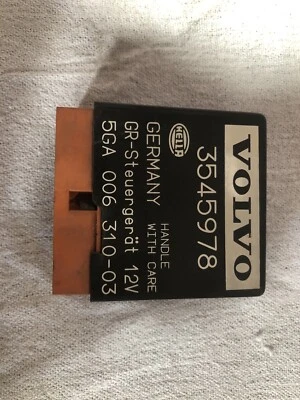 VOLVO
3545978
HELLA
HANDLE
WITH CARE
GERMANY
GR-Steuergerät 12V
5GA 006 310-03